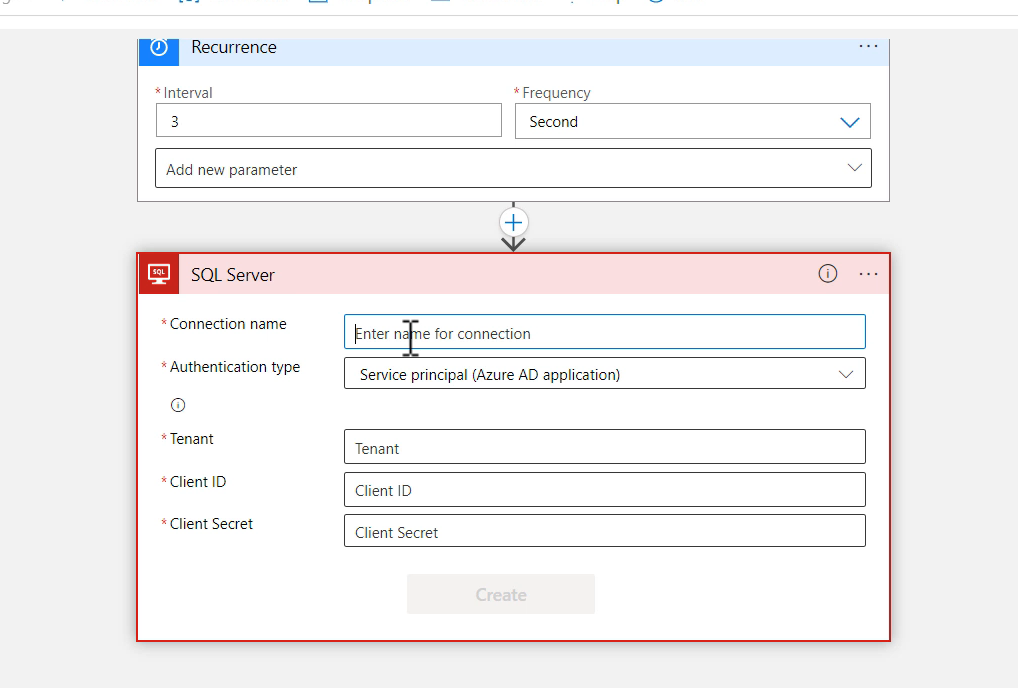 Recurrence
* Interval
* Frequency
3
Second
Add new parameter
SQL
SQL Server
* Connection name
Enter name for connection
* Authentication type
Service principal (Azure AD application)
* Tenant
Tenant
* Client ID
Client ID
* Client Secret
Client Secret
Create